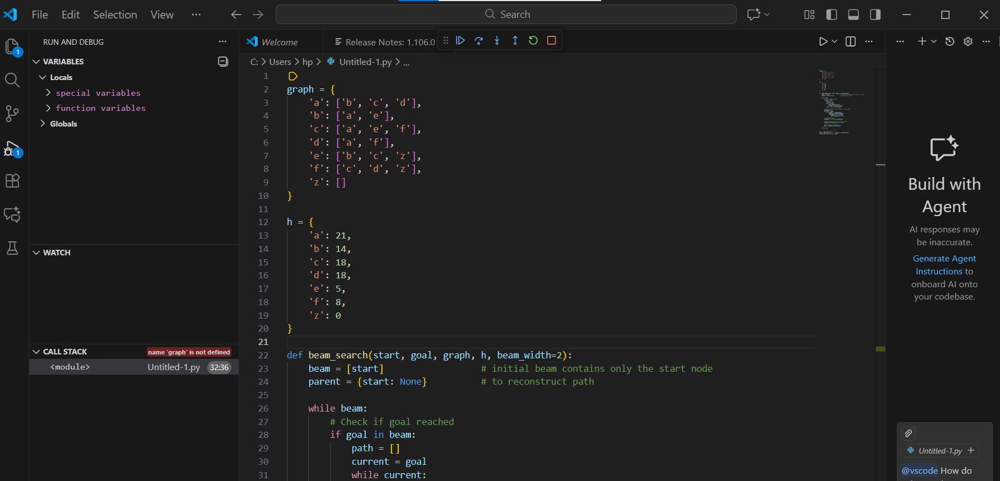 File Edit Selection View ··· Search
RUN AND DEBUG ···
Welcome Release Notes: 1.106.0
VARIABLES
C: > Users > hp > Untitled-1.py > ...
Locals
special variables
function variables
Globals
WATCH
CALL STACK name 'graph' is not defined
<module> Untitled-1.py 32:36
1
1
1
2 graph = {
3 'a': ['b', 'c', 'd'],
4 'b': ['a', 'e'],
5 'c': ['a', 'e', 'f'],
6 'd': ['a', 'f'],
7 'e': ['b', 'c', 'z'],
8 'f': ['c', 'd', 'z'],
9 'z': []
10 }
11
12 h = {
13 'a': 21,
14 'b': 14,
15 'c': 18,
16 'd': 18,
17 'e': 5,
18 'f': 8,
19 'z': 0
20 }
21
22 def beam_search(start, goal, graph, h, beam_width=2):
23 beam = [start] # initial beam contains only the start node
24 parent = {start: None} # to reconstruct path
25
26 while beam:
27 # Check if goal reached
28 if goal in beam:
29 path = []
30 current = goal
31 while current:
Build with
Agent
AI responses may
be inaccurate.
Generate Agent
Instructions to
onboard AI onto
your codebase.
Untitled-1.py +
@vscode How do